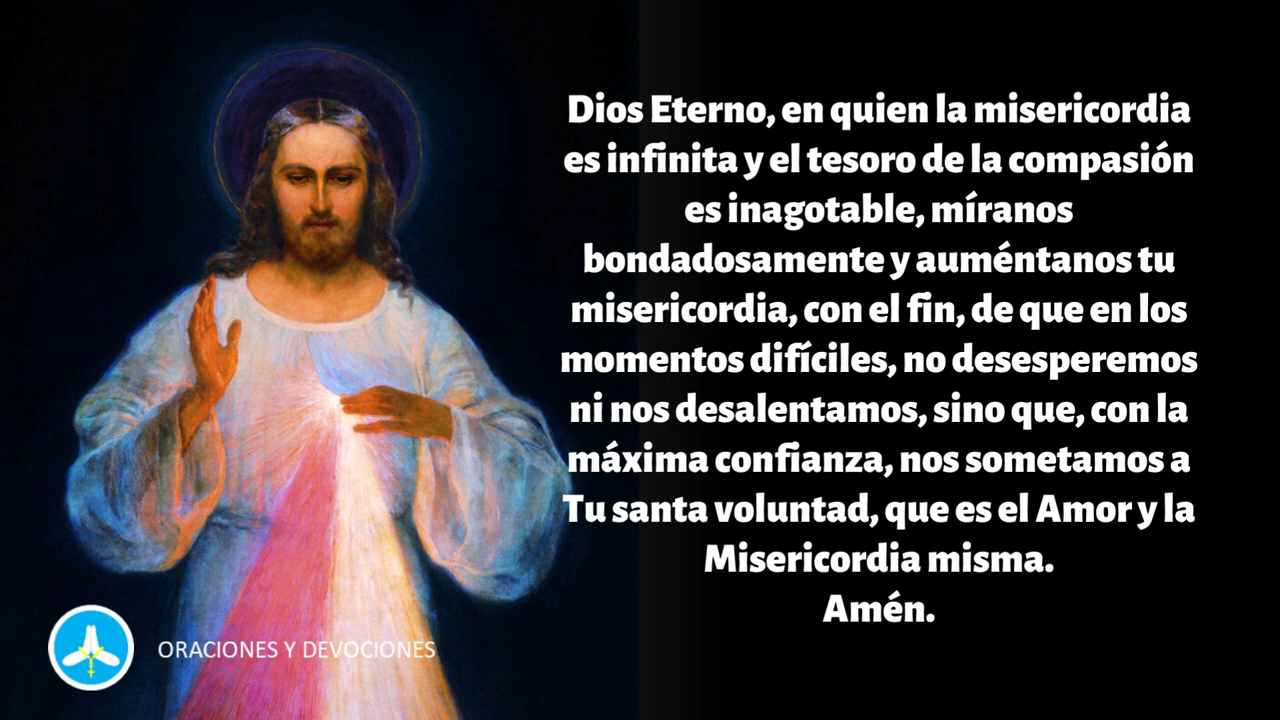 Dios Eterno, en quien la misericordia
es infinita y el tesoro de la compasión
es inagotable, míranos
bondadosamente y auméntanos tu
misericordia, con el fin, de que en los
momentos difíciles, no desesperemos
ni nos desalentamos, sino que, con la
máxima confianza, nos sometamos a
Tu santa voluntad, que es el Amor y la
Misericordia misma.
Amén.
ORACIONES Y DEVOCIONES